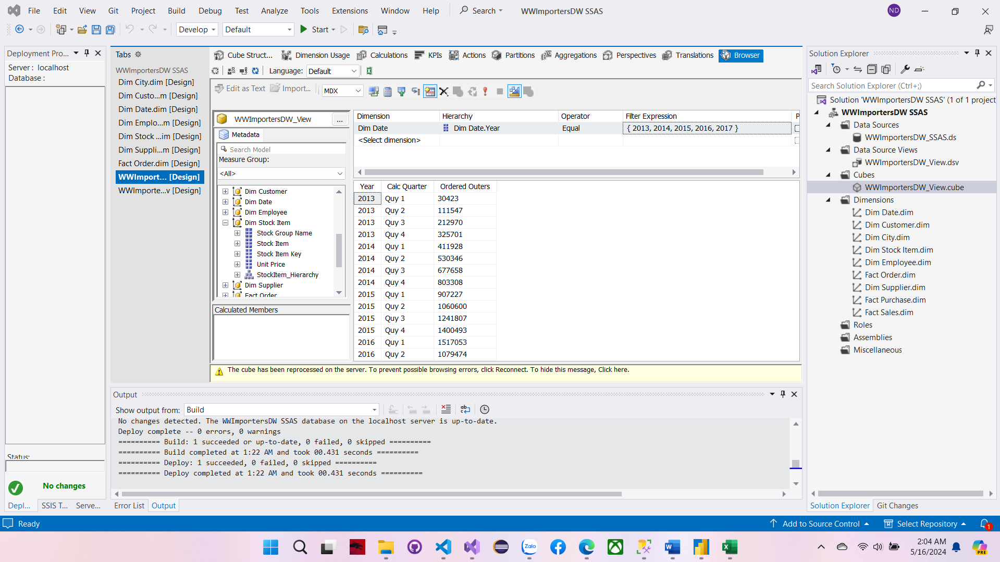 File Edit View Git Project Build Debug Test Analyze Tools Extensions Window Help Search WWImportersDW SSAS ND
Develop Default Start
Deployment Pro...
Server : localhost
Database :
Status:
No changes
Depl... SSIS T... Serve...
Tabs
WWImportersDW SSAS
Dim City.dim [Design]
Dim Custo...m [Design]
Dim Date.dim [Design]
Dim Emplo...m [Design]
Dim Stock ...im [Design]
Dim Suppli...m [Design]
Fact Order.dim [Design]
WWImport... [Design]
WWImporte...v [Design]
Cube Struct... Dimension Usage Calculations KPIs Actions Partitions Aggregations Perspectives Translations Browser
Language: Default
Edit as Text Import... MDX
WWImportersDW_View ...
Metadata
Search Model
Measure Group:
<All>
Dim Customer
Dim Date
Dim Employee
Dim Stock Item
Stock Group Name
Stock Item
Stock Item Key
Unit Price
StockItem_Hierarchy
Dim Supplier
Fact Order
Calculated Members
Dimension Hierarchy Operator Filter Expression P
Dim Date Dim Date.Year Equal { 2013, 2014, 2015, 2016, 2017 }
<Select dimension>
Year Calc Quarter Ordered Outers
2013 Quy 1 30423
2013 Quy 2 111547
2013 Quy 3 212970
2013 Quy 4 325701
2014 Quy 1 411928
2014 Quy 2 530346
2014 Quy 3 677658
2014 Quy 4 803308
2015 Quy 1 907227
2015 Quy 2 1060600
2015 Quy 3 1241807
2015 Quy 4 1400493
2016 Quy 1 1517053
2016 Quy 2 1079474
The cube has been reprocessed on the server. To prevent possible browsing errors, click Reconnect. To hide this message, Click here.
Output
Show output from: Build
No changes detected. The WWImportersDW SSAS database on the localhost server is up-to-date.
Deploy complete -- 0 errors, 0 warnings
========== Build: 1 succeeded or up-to-date, 0 failed, 0 skipped ==========
========== Build completed at 1:22 AM and took 00.431 seconds ==========
========== Deploy: 1 succeeded, 0 failed, 0 skipped ==========
========== Deploy completed at 1:22 AM and took 00.431 seconds ==========
Error List Output
Solution Explorer
Search Solution Explorer (Ctrl+;)
Solution 'WWImportersDW SSAS' (1 of 1 project
WWImportersDW SSAS
Data Sources
WWImportersDW_SSAS.ds
Data Source Views
WWImportersDW_View.dsv
Cubes
WWImportersDW_View.cube
Dimensions
Dim Date.dim
Dim Customer.dim
Dim City.dim
Dim Stock Item.dim
Dim Employee.dim
Fact Order.dim
Dim Supplier.dim
Fact Purchase.dim
Fact Sales.dim
Roles
Assemblies
Miscellaneous
Solution Explorer Git Changes
Ready Add to Source Control Select Repository 1
Zalo
2:04 AM
5/16/2024
PRE